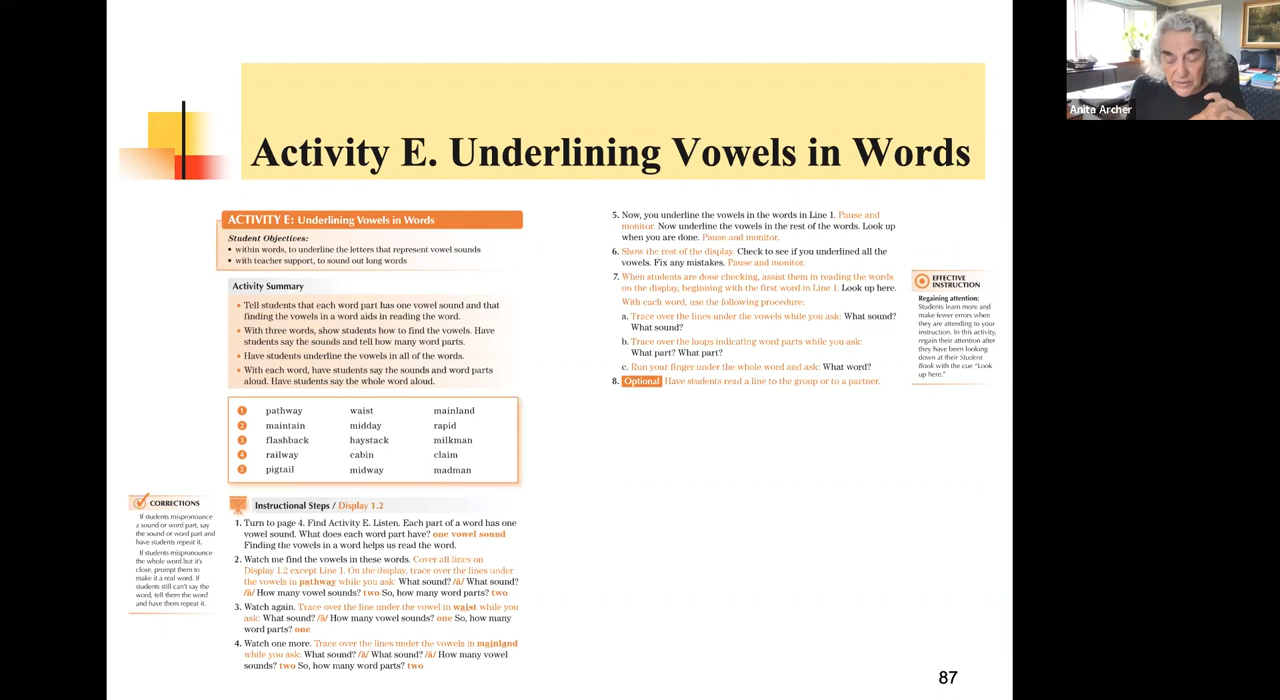 Anita Archer
Activity E. Underlining Vowels in Words
ACTIVITY E: Underlining Vowels in Words
Student Objectives:
• within words, to underline the letters that represent vowel sounds
• with teacher support, to sound out long words
Activity Summary
• Tell students that each word part has one vowel sound and that
finding the vowels in a word aids in reading the word.
• With three words, show students how to find the vowels. Have
students say the sounds and tell how many word parts.
• Have students underline the vowels in all of the words.
• With each word, have students say the sounds and word parts
aloud. Have students say the whole word aloud.
1 pathway waist mainland
2 maintain midday rapid
3 flashback haystack milkman
4 railway cabin claim
5 pigtail midway madman
CORRECTIONS
If students mispronounce
a sound or word part, say
the sound or word part and
have students repeat it.
If students mispronounce
the whole word but it's
close, prompt them to
make it a real word. If
students still can't say the
word, tell them the word
and have them repeat it.
Instructional Steps / Display 1.2
1. Turn to page 4. Find Activity E. Listen. Each part of a word has one
vowel sound. What does each word part have? one vowel sound
Finding the vowels in a word helps us read the word.
2. Watch me find the vowels in these words. Cover all lines on
Display 1.2 except Line 1. On the display, trace over the lines under
the vowels in pathway while you ask: What sound? /ă/ What sound?
/ā/ How many vowel sounds? two So, how many word parts? two
3. Watch again. Trace over the line under the vowel in waist while you
ask: What sound? /ā/ How many vowel sounds? one So, how many
word parts? one
4. Watch one more. Trace over the lines under the vowels in mainland
while you ask: What sound? /ā/ What sound? /ă/ How many vowel
sounds? two So, how many word parts? two
5. Now, you underline the vowels in the words in Line 1. Pause and
monitor. Now underline the vowels in the rest of the words. Look up
when you are done. Pause and monitor.
6. Show the rest of the display. Check to see if you underlined all the
vowels. Fix any mistakes. Pause and monitor.
7. When students are done checking, assist them in reading the words
on the display, beginning with the first word in Line 1. Look up here.
With each word, use the following procedure:
a. Trace over the lines under the vowels while you ask: What sound?
What sound?
b. Trace over the loops indicating word parts while you ask:
What part? What part?
c. Run your finger under the whole word and ask: What word?
8. Optional Have students read a line to the group or to a partner.
EFFECTIVE
INSTRUCTION
Regaining attention:
Students learn more and
make fewer errors when
they are attending to your
instruction. In this activity,
regain their attention after
they have been looking
down at their Student
Book with the cue "Look
up here."
87